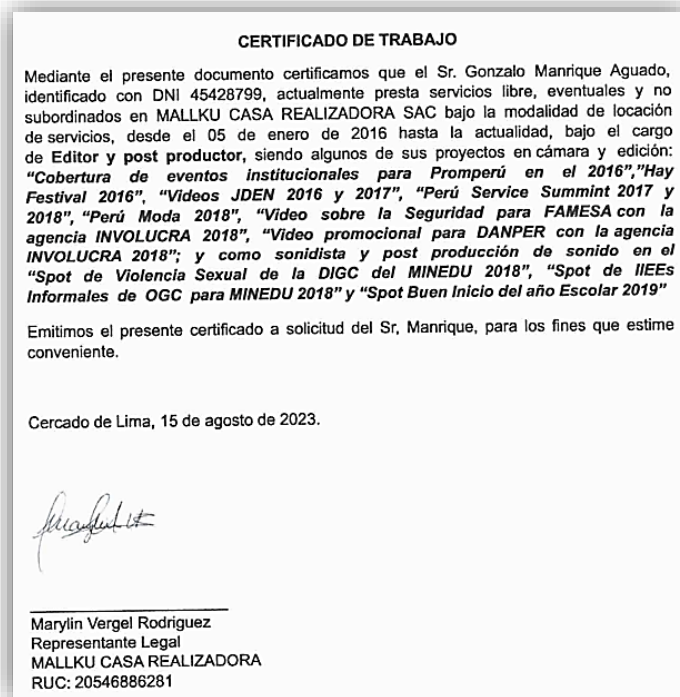 CERTIFICADO DE TRABAJO
Mediante el presente documento certificamos que el Sr. Gonzalo Manrique Aguado,
identificado con DNI 45428799, actualmente presta servicios libre, eventuales y no
subordinados en MALLKU CASA REALIZADORA SAC bajo la modalidad de locación
de servicios, desde el 05 de enero de 2016 hasta la actualidad, bajo el cargo
de Editor y post productor, siendo algunos de sus proyectos en cámara y edición:
“Cobertura de eventos institucionales para Promperú en el 2016”,”Hay
Festival 2016”, “Videos JDEN 2016 y 2017”, “Perú Service Summint 2017 y
2018”, “Perú Moda 2018”, “Video sobre la Seguridad para FAMESA con la
agencia INVOLUCRA 2018”, “Video promocional para DANPER con la agencia
INVOLUCRA 2018”; y como sonidista y post producción de sonido en el
“Spot de Violencia Sexual de la DIGC del MINEDU 2018”, “Spot de IIEEs
Informales de OGC para MINEDU 2018” y “Spot Buen Inicio del año Escolar 2019”
Emitimos el presente certificado a solicitud del Sr, Manrique, para los fines que estime
conveniente.
Cercado de Lima, 15 de agosto de 2023.
Marylin Vergel Rodriguez
Representante Legal
MALLKU CASA REALIZADORA
RUC: 20546886281